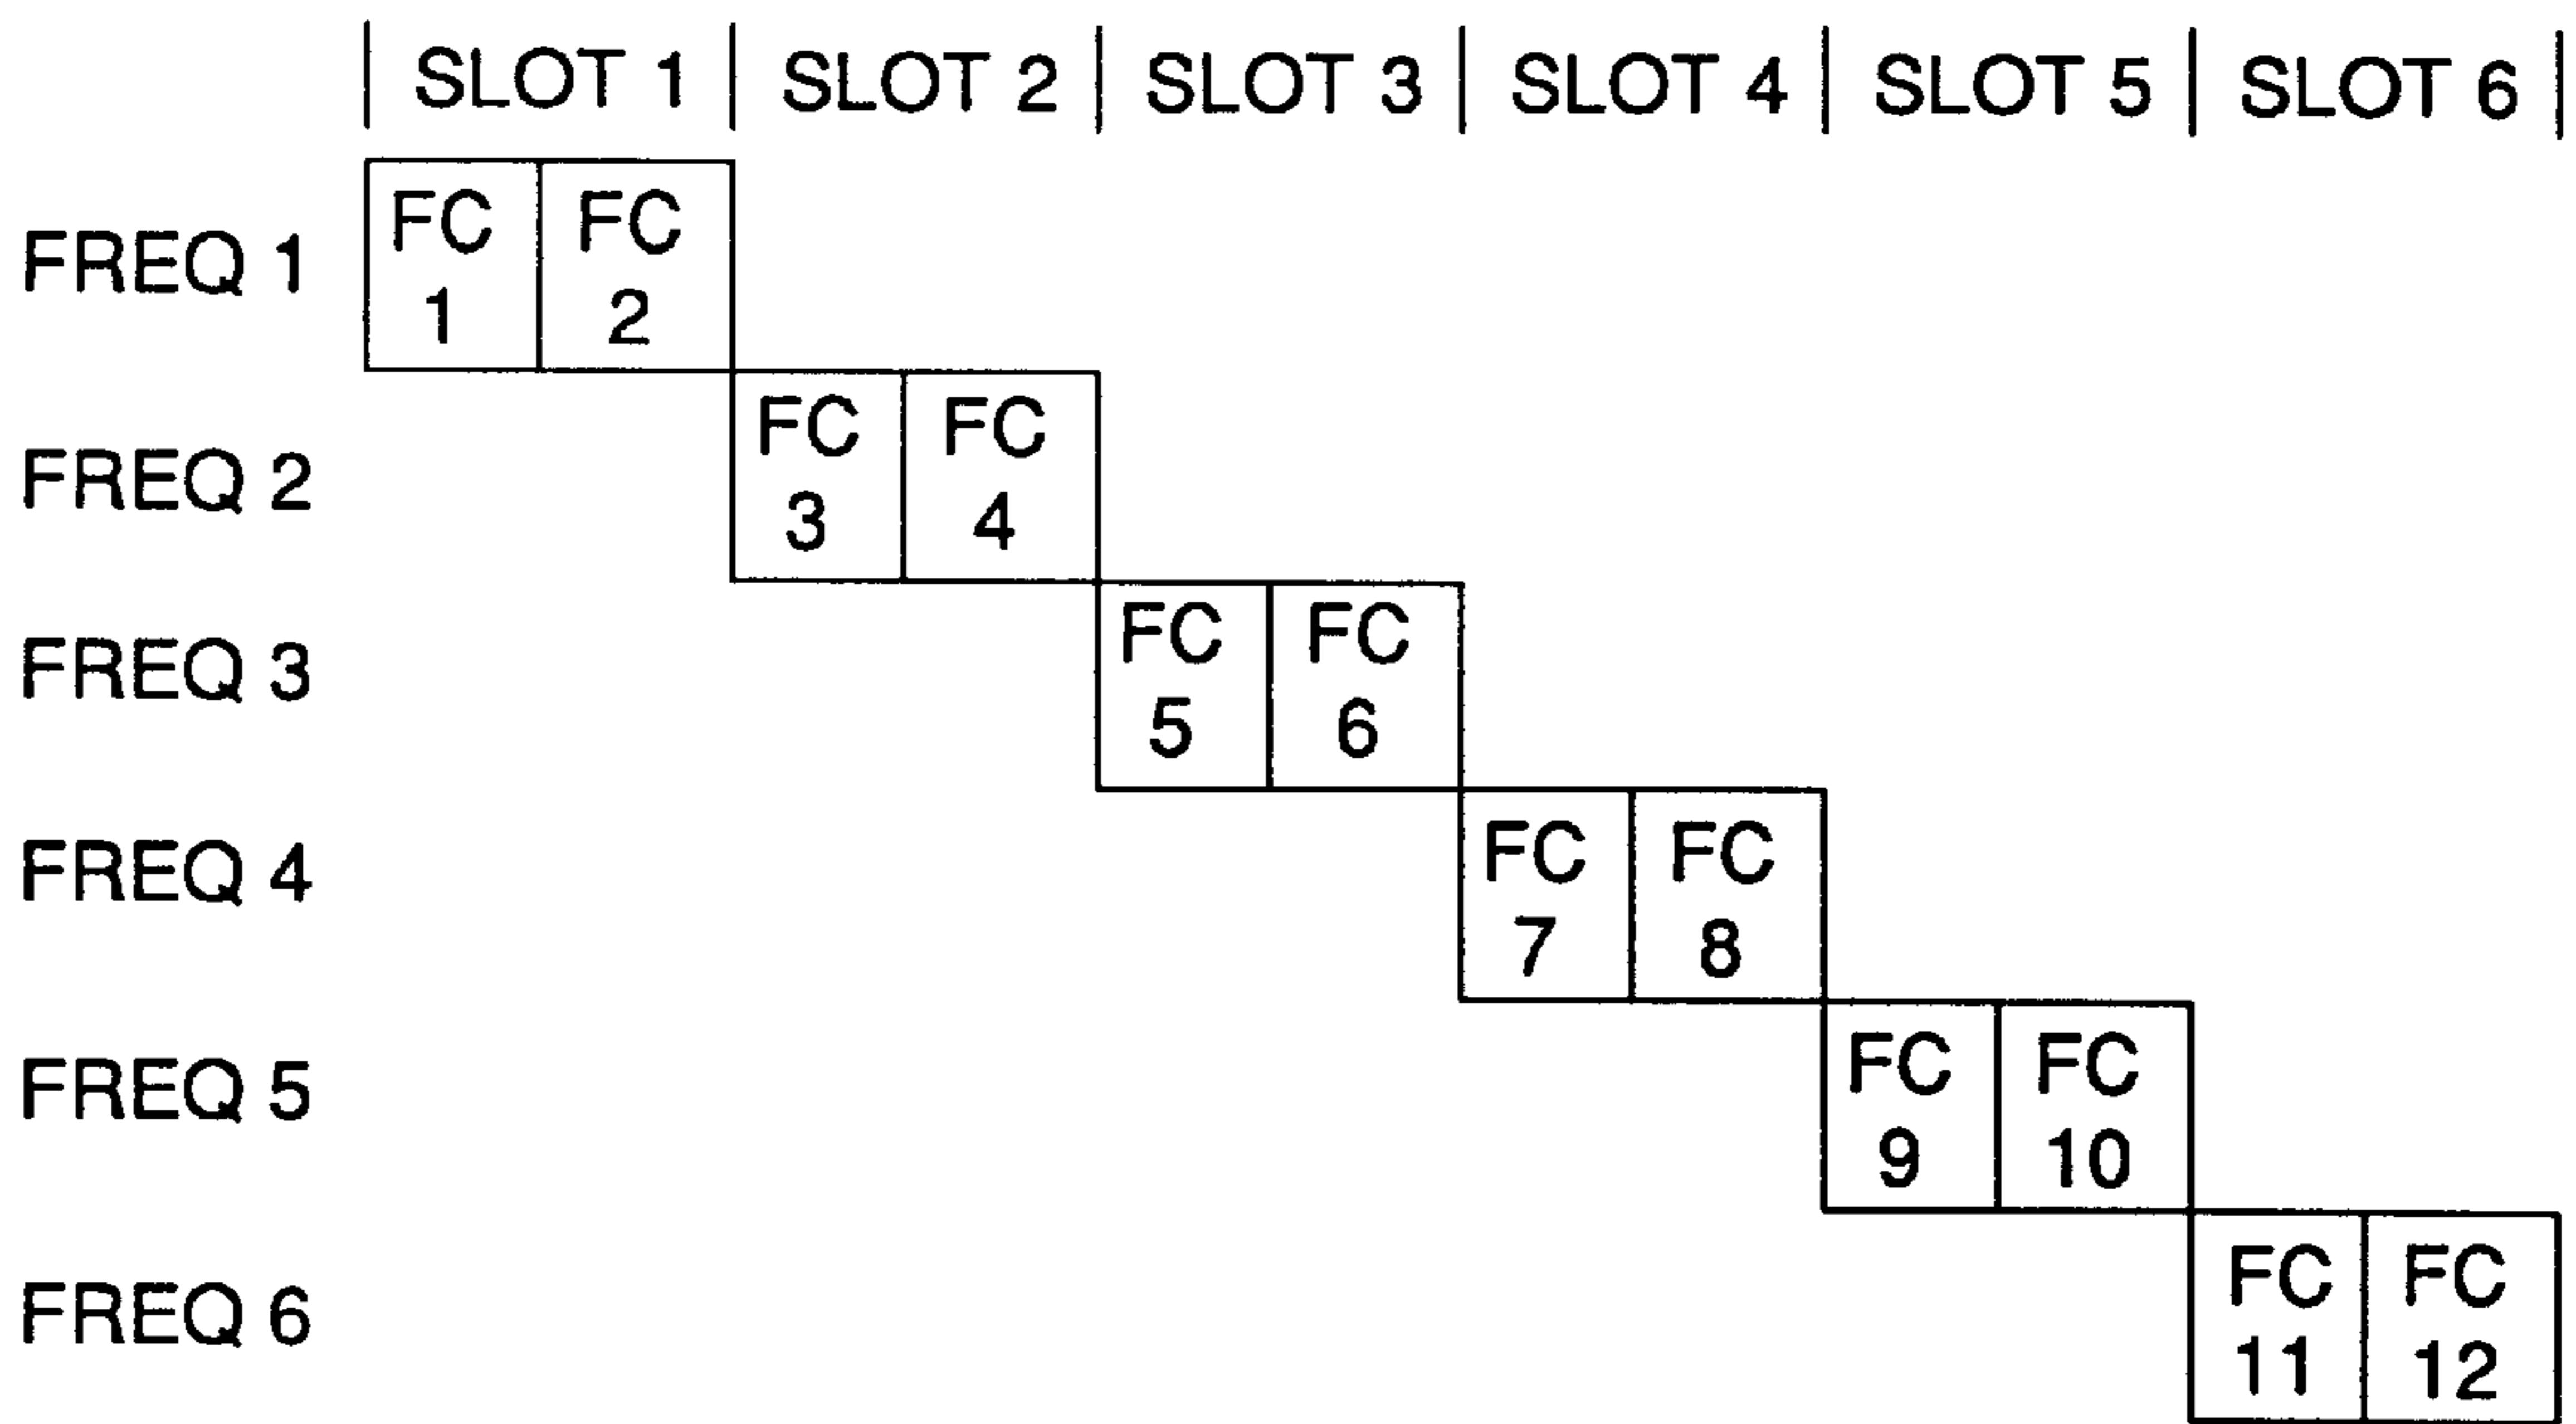 SLOT 1 SLOT 2 SLOT 3 SLOT 4 SLOT 5 SLOT 6
FREQ 1 FC 1 FC 2
FREQ 2 FC 3 FC 4
FREQ 3 FC 5 FC 6
FREQ 4 FC 7 FC 8
FREQ 5 FC 9 FC 10
FREQ 6 FC 11 FC 12